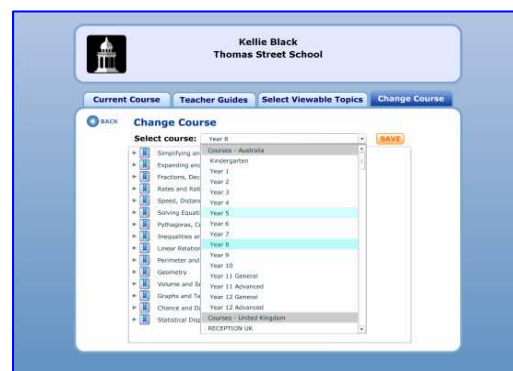 Kellie Black
Thomas Street School
Current Course
Teacher Guides
Select Viewable Topics
Change Course
BACK
Change Course
Select course:
Year 8
SAVE
Simplifying an
Expanding an
Fractions, Dec
Rates and Rat
Speed, Distan
Solving Equati
Pythagoras, C
Inequalities an
Linear Relation
Perimeter and
Geometry
Volume and S
Graphs and Ta
Chance and D
Statistical Disp
Courses - Australia
Kindergarten
Year 1
Year 2
Year 3
Year 4
Year 5
Year 6
Year 7
Year 8
Year 9
Year 10
Year 11 General
Year 11 Advanced
Year 12 General
Year 12 Advanced
Courses - United Kingdom
RECEPTION UK